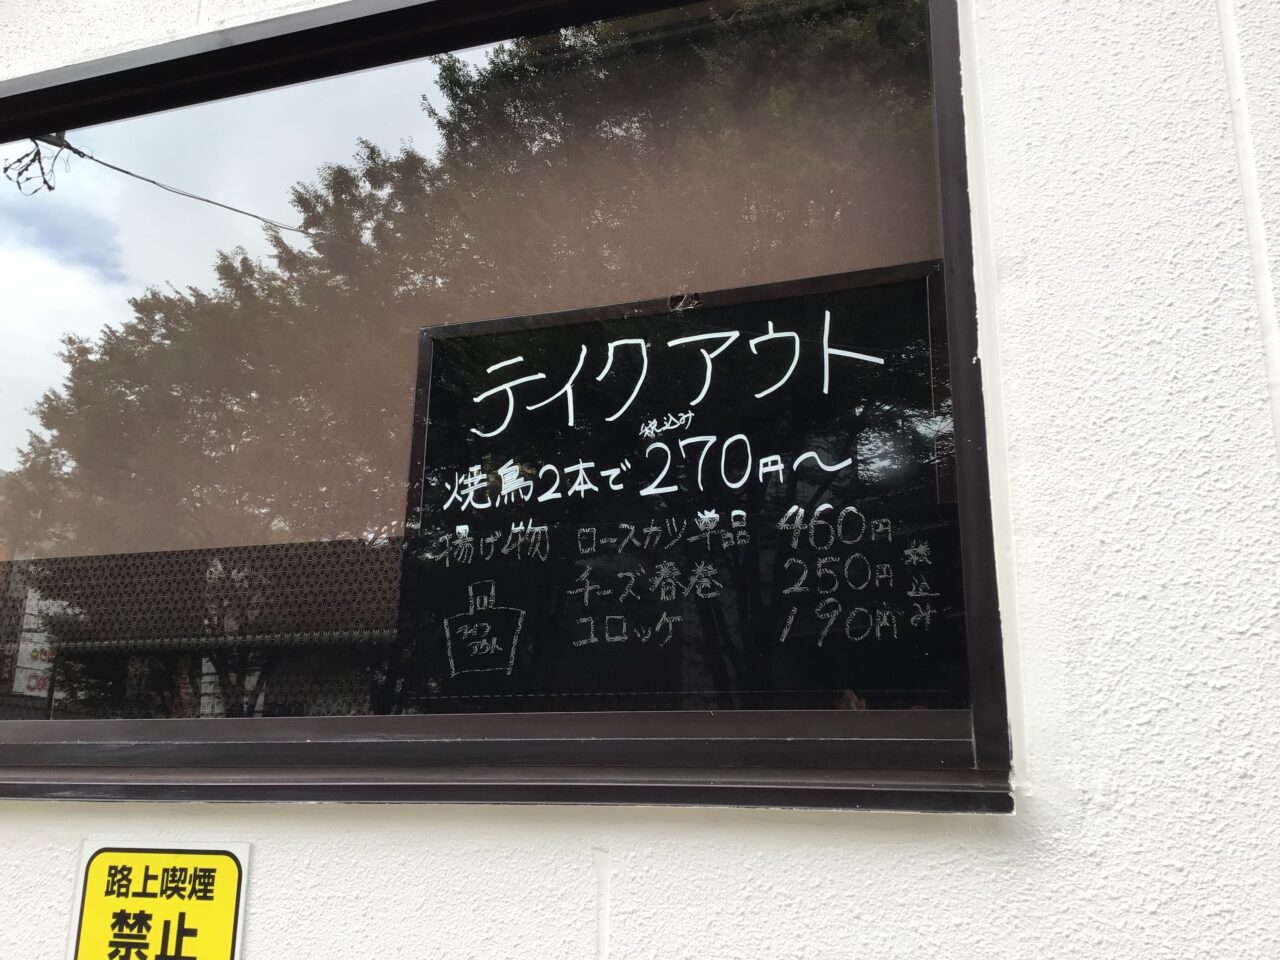 テイクアウト
税込み
焼鳥2本で270円〜
揚げ物 ロースカツ単品 460円
チーズ春巻 250円
コロッケ 190円
税込み
テイクアウト
路上喫煙
禁止